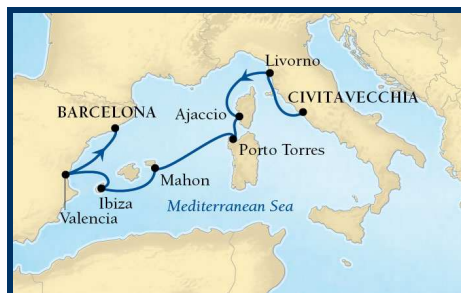 Livorno
BARCELONA
CIVITAVECCHIA
Ajaccio
Porto Torres
Mahon
Ibiza
Valencia
Mediterranean Sea